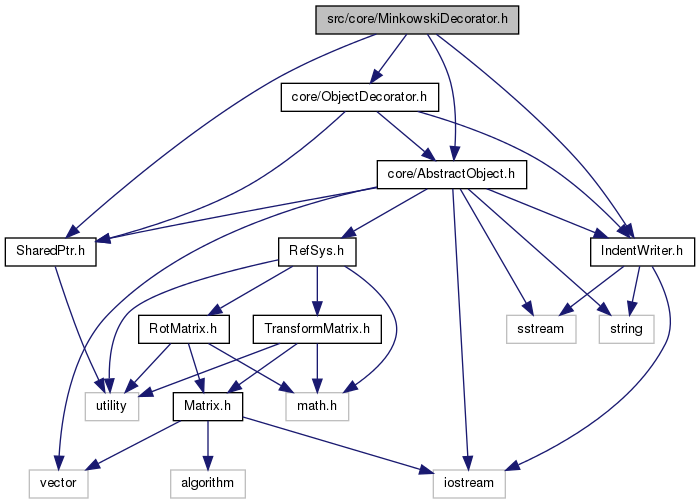 src/core/MinkowskiDecorator.h
core/ObjectDecorator.h
core/AbstractObject.h
SharedPtr.h
RefSys.h
IndentWriter.h
RotMatrix.h
TransformMatrix.h
sstream
string
utility
Matrix.h
math.h
vector
algorithm
iostream